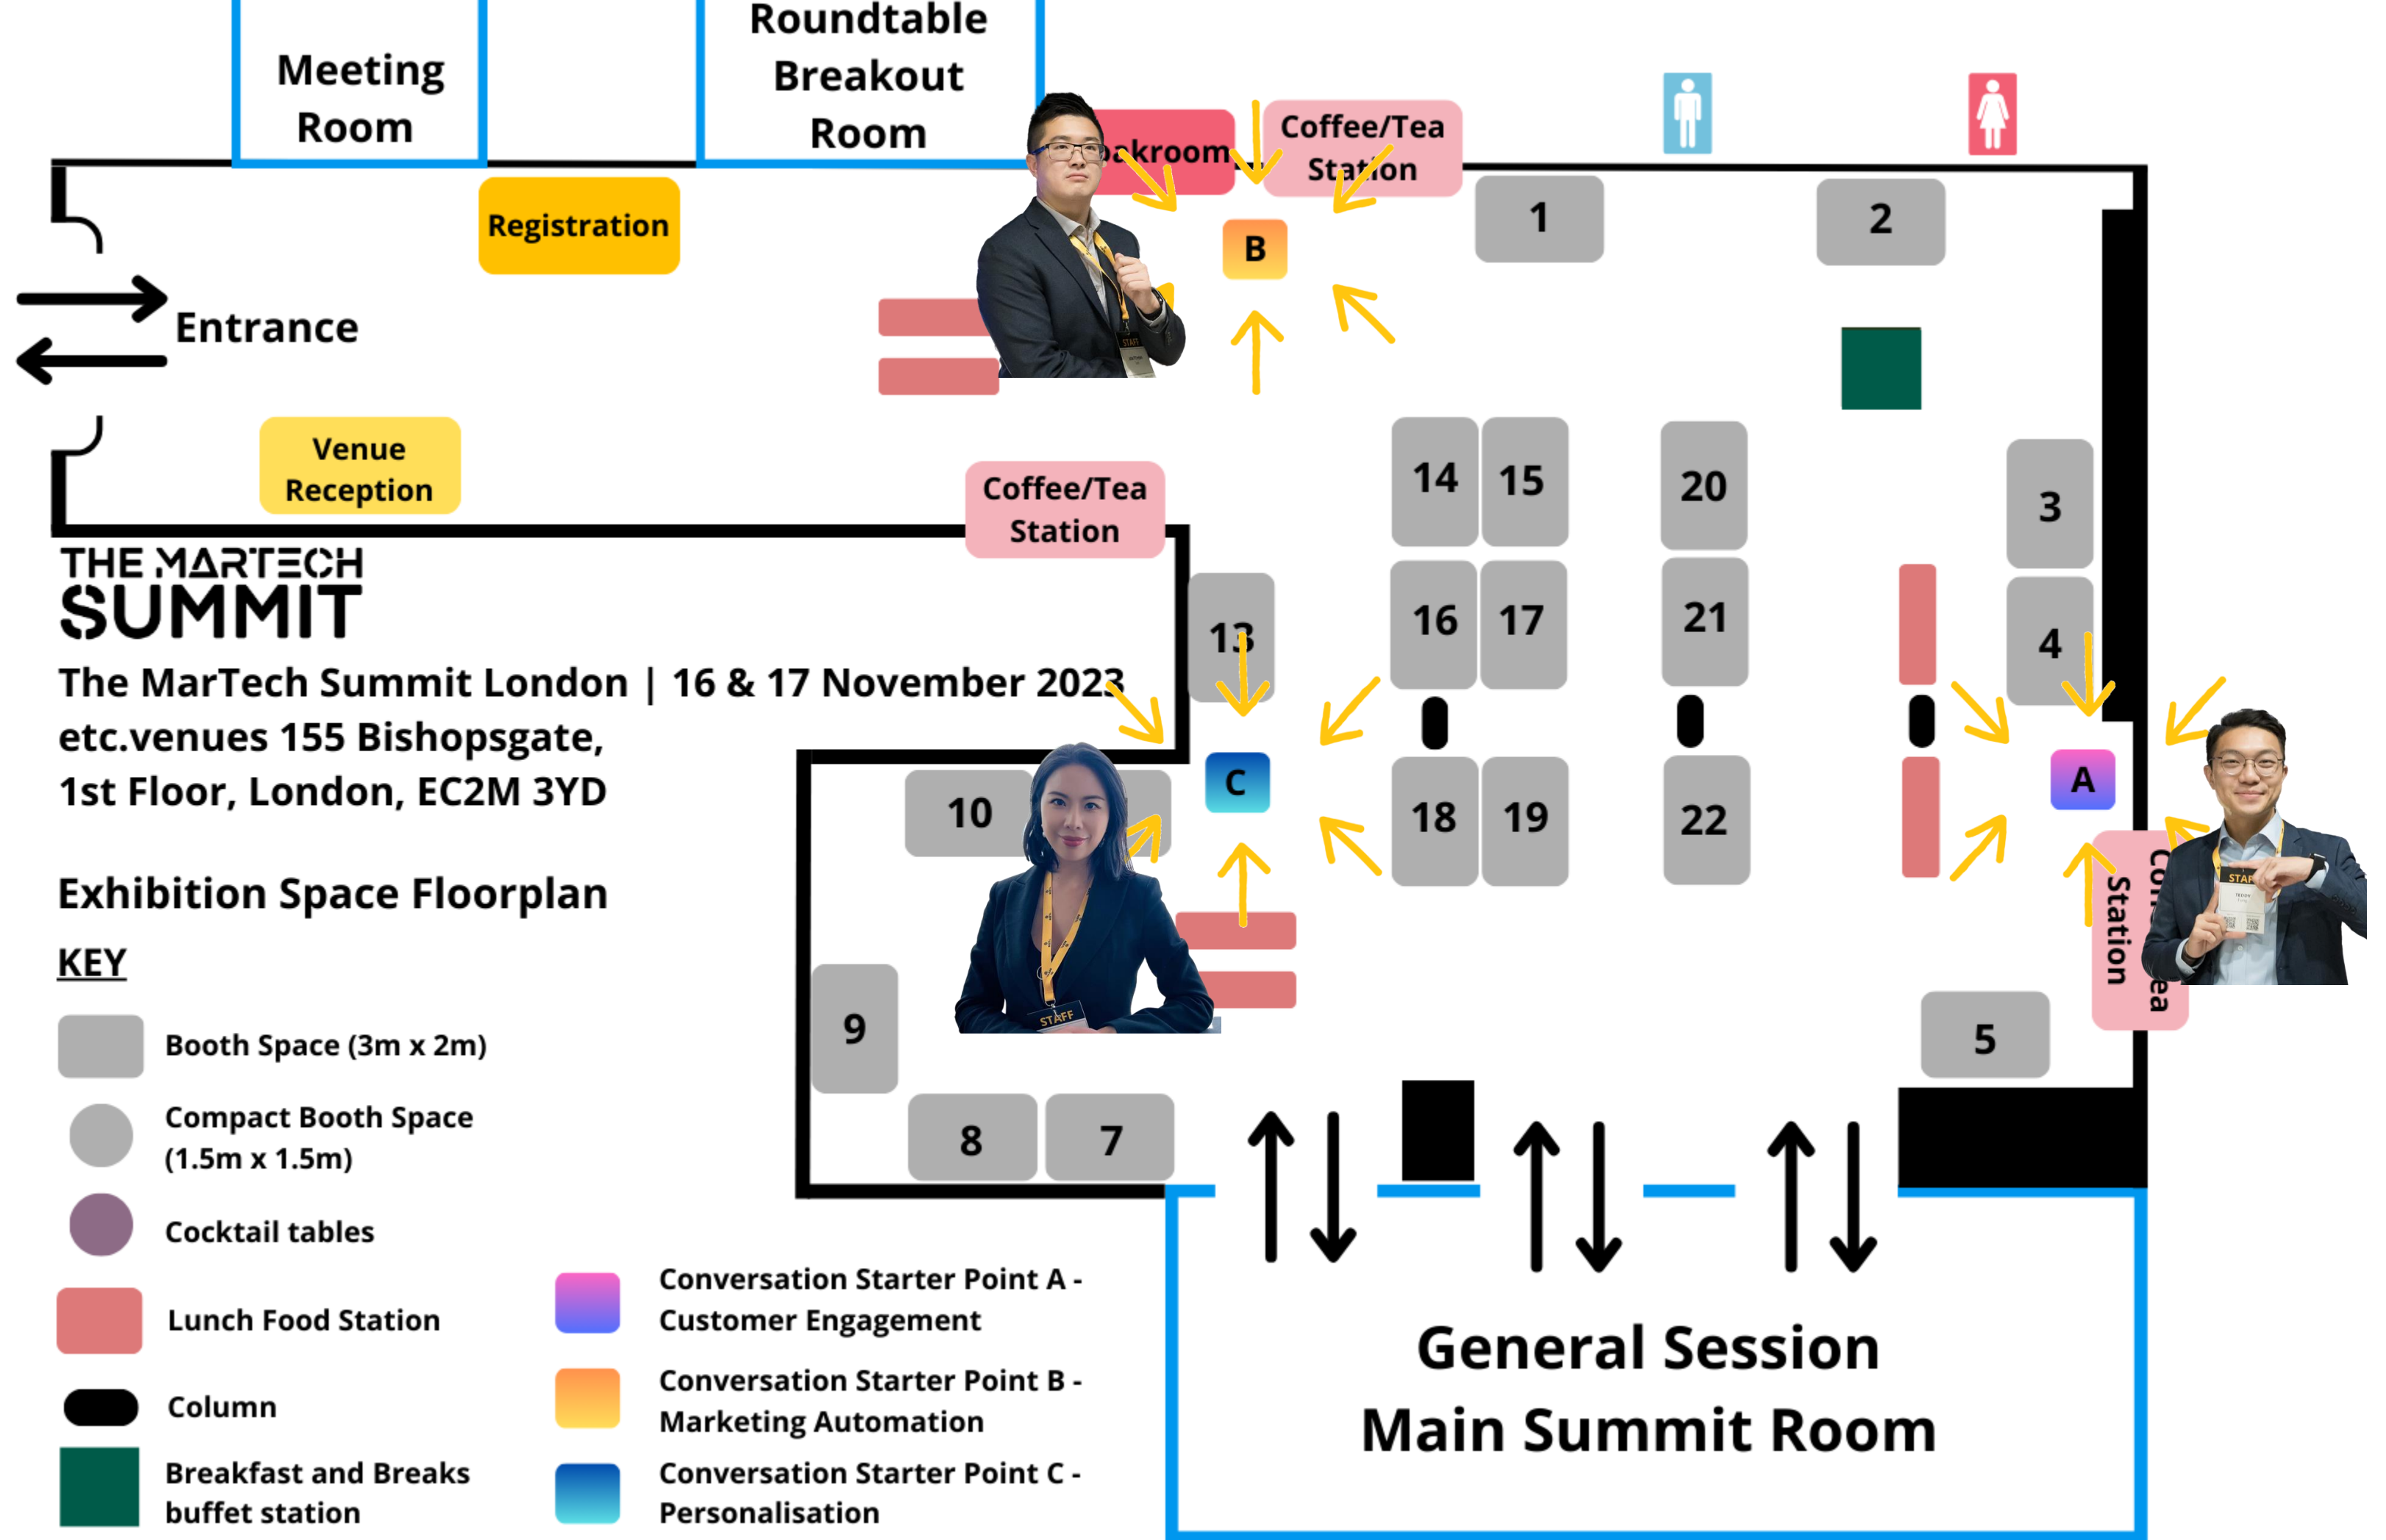 Meeting
Room
Roundtable
Breakout
Room
Coffee/Tea
Station
Registration
B
1
2
Entrance
Venue
Reception
Coffee/Tea
Station
14
15
20
3
13
16
17
21
4
THE MARTECH
SUMMIT
The MarTech Summit London | 16 & 17 November 2023
etc.venues 155 Bishopsgate,
1st Floor, London, EC2M 3YD
Exhibition Space Floorplan
10
C
18
19
22
A
Station
STAFF
STAFF
9
5
8
7
KEY
Booth Space (3m x 2m)
Compact Booth Space
(1.5m x 1.5m)
Cocktail tables
Lunch Food Station
Column
Breakfast and Breaks
buffet station
Conversation Starter Point A -
Customer Engagement
Conversation Starter Point B -
Marketing Automation
Conversation Starter Point C -
Personalisation
General Session
Main Summit Room